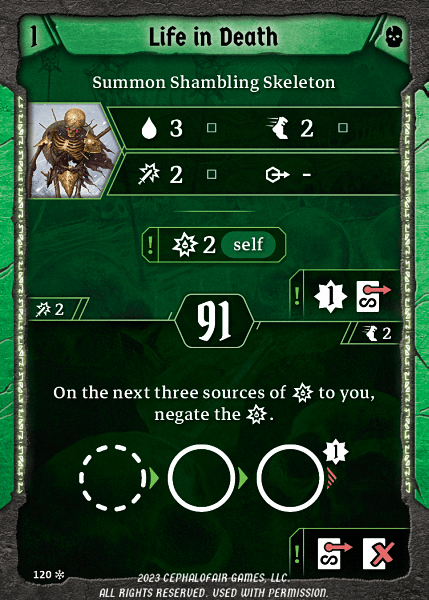 1
Life in Death
Summon Shambling Skeleton
3
2
2
-
! 2 self
! 1
2
91
2
On the next three sources of to you,
negate the .
1
!
120
2023 CEPHALOFAIR GAMES, LLC.
ALL RIGHTS RESERVED. USED WITH PERMISSION.